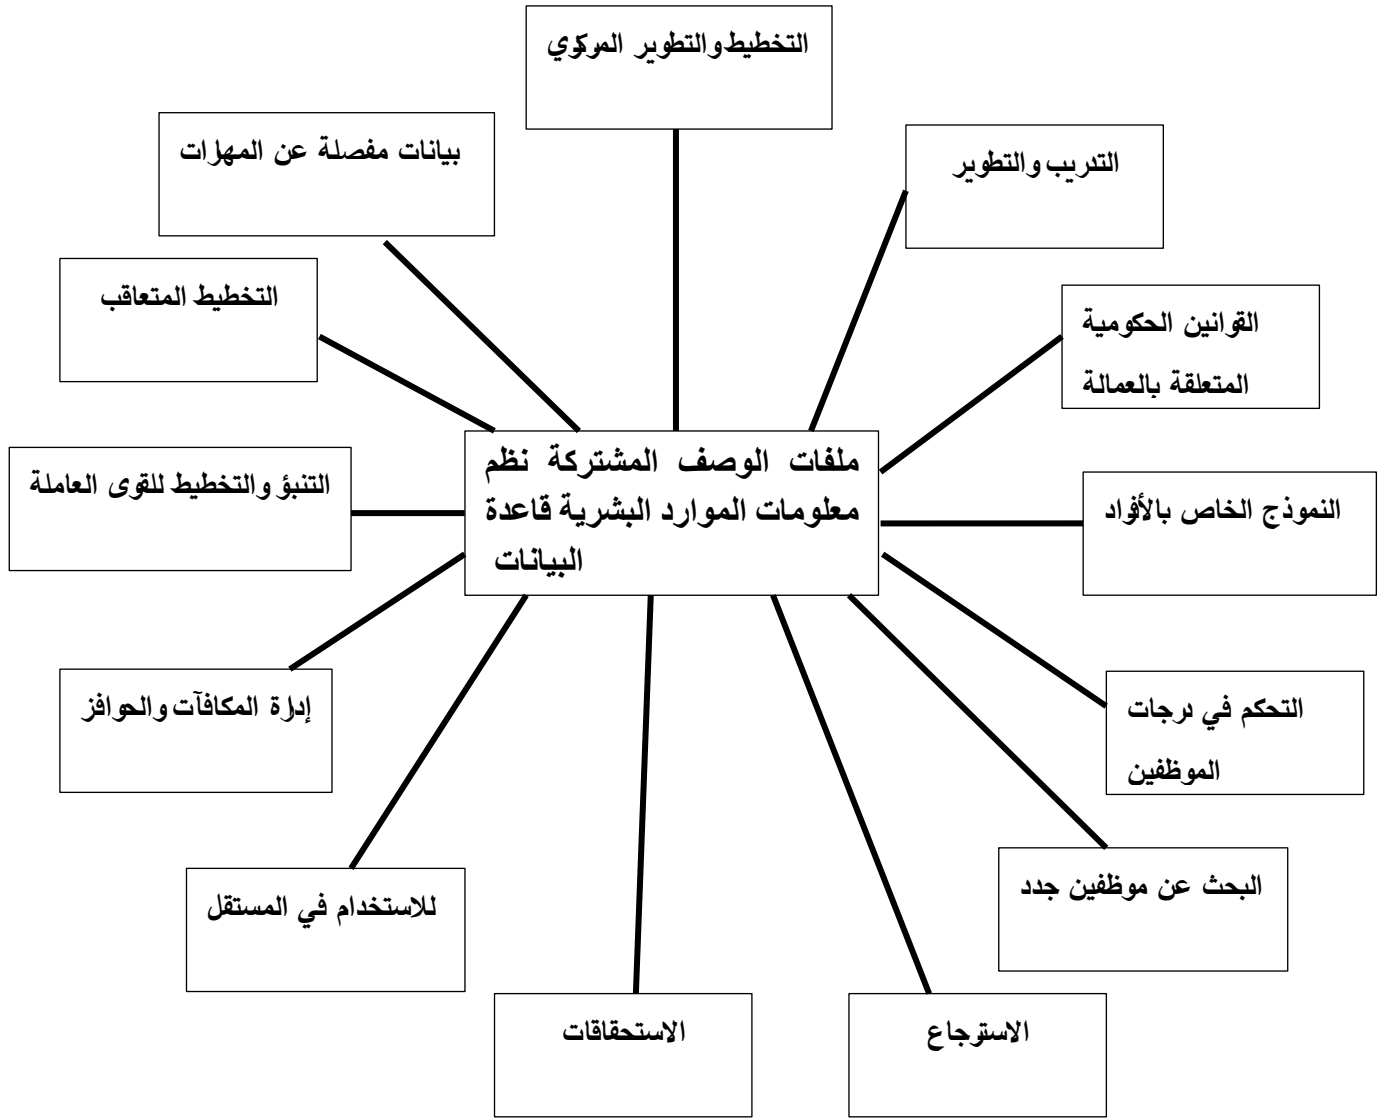 التخطيط والتطوير المركزي
بيانات مفصلة عن المهارات
التدريب والتطوير
التخطيط المتعاقب
القوانين الحكومية
المتعلقة بالعمالة
ملفات الوصف المشتركة نظم
معلومات الموارد البشرية قاعدة
البيانات
التنبؤ والتخطيط للقوى العاملة
النموذج الخاص بالأفراد
إدارة المكافآت والحوافز
التحكم في درجات
الموظفين
البحث عن موظفين جدد
للاستخدام في المستقل
الاستحقاقات
الاسترجاع